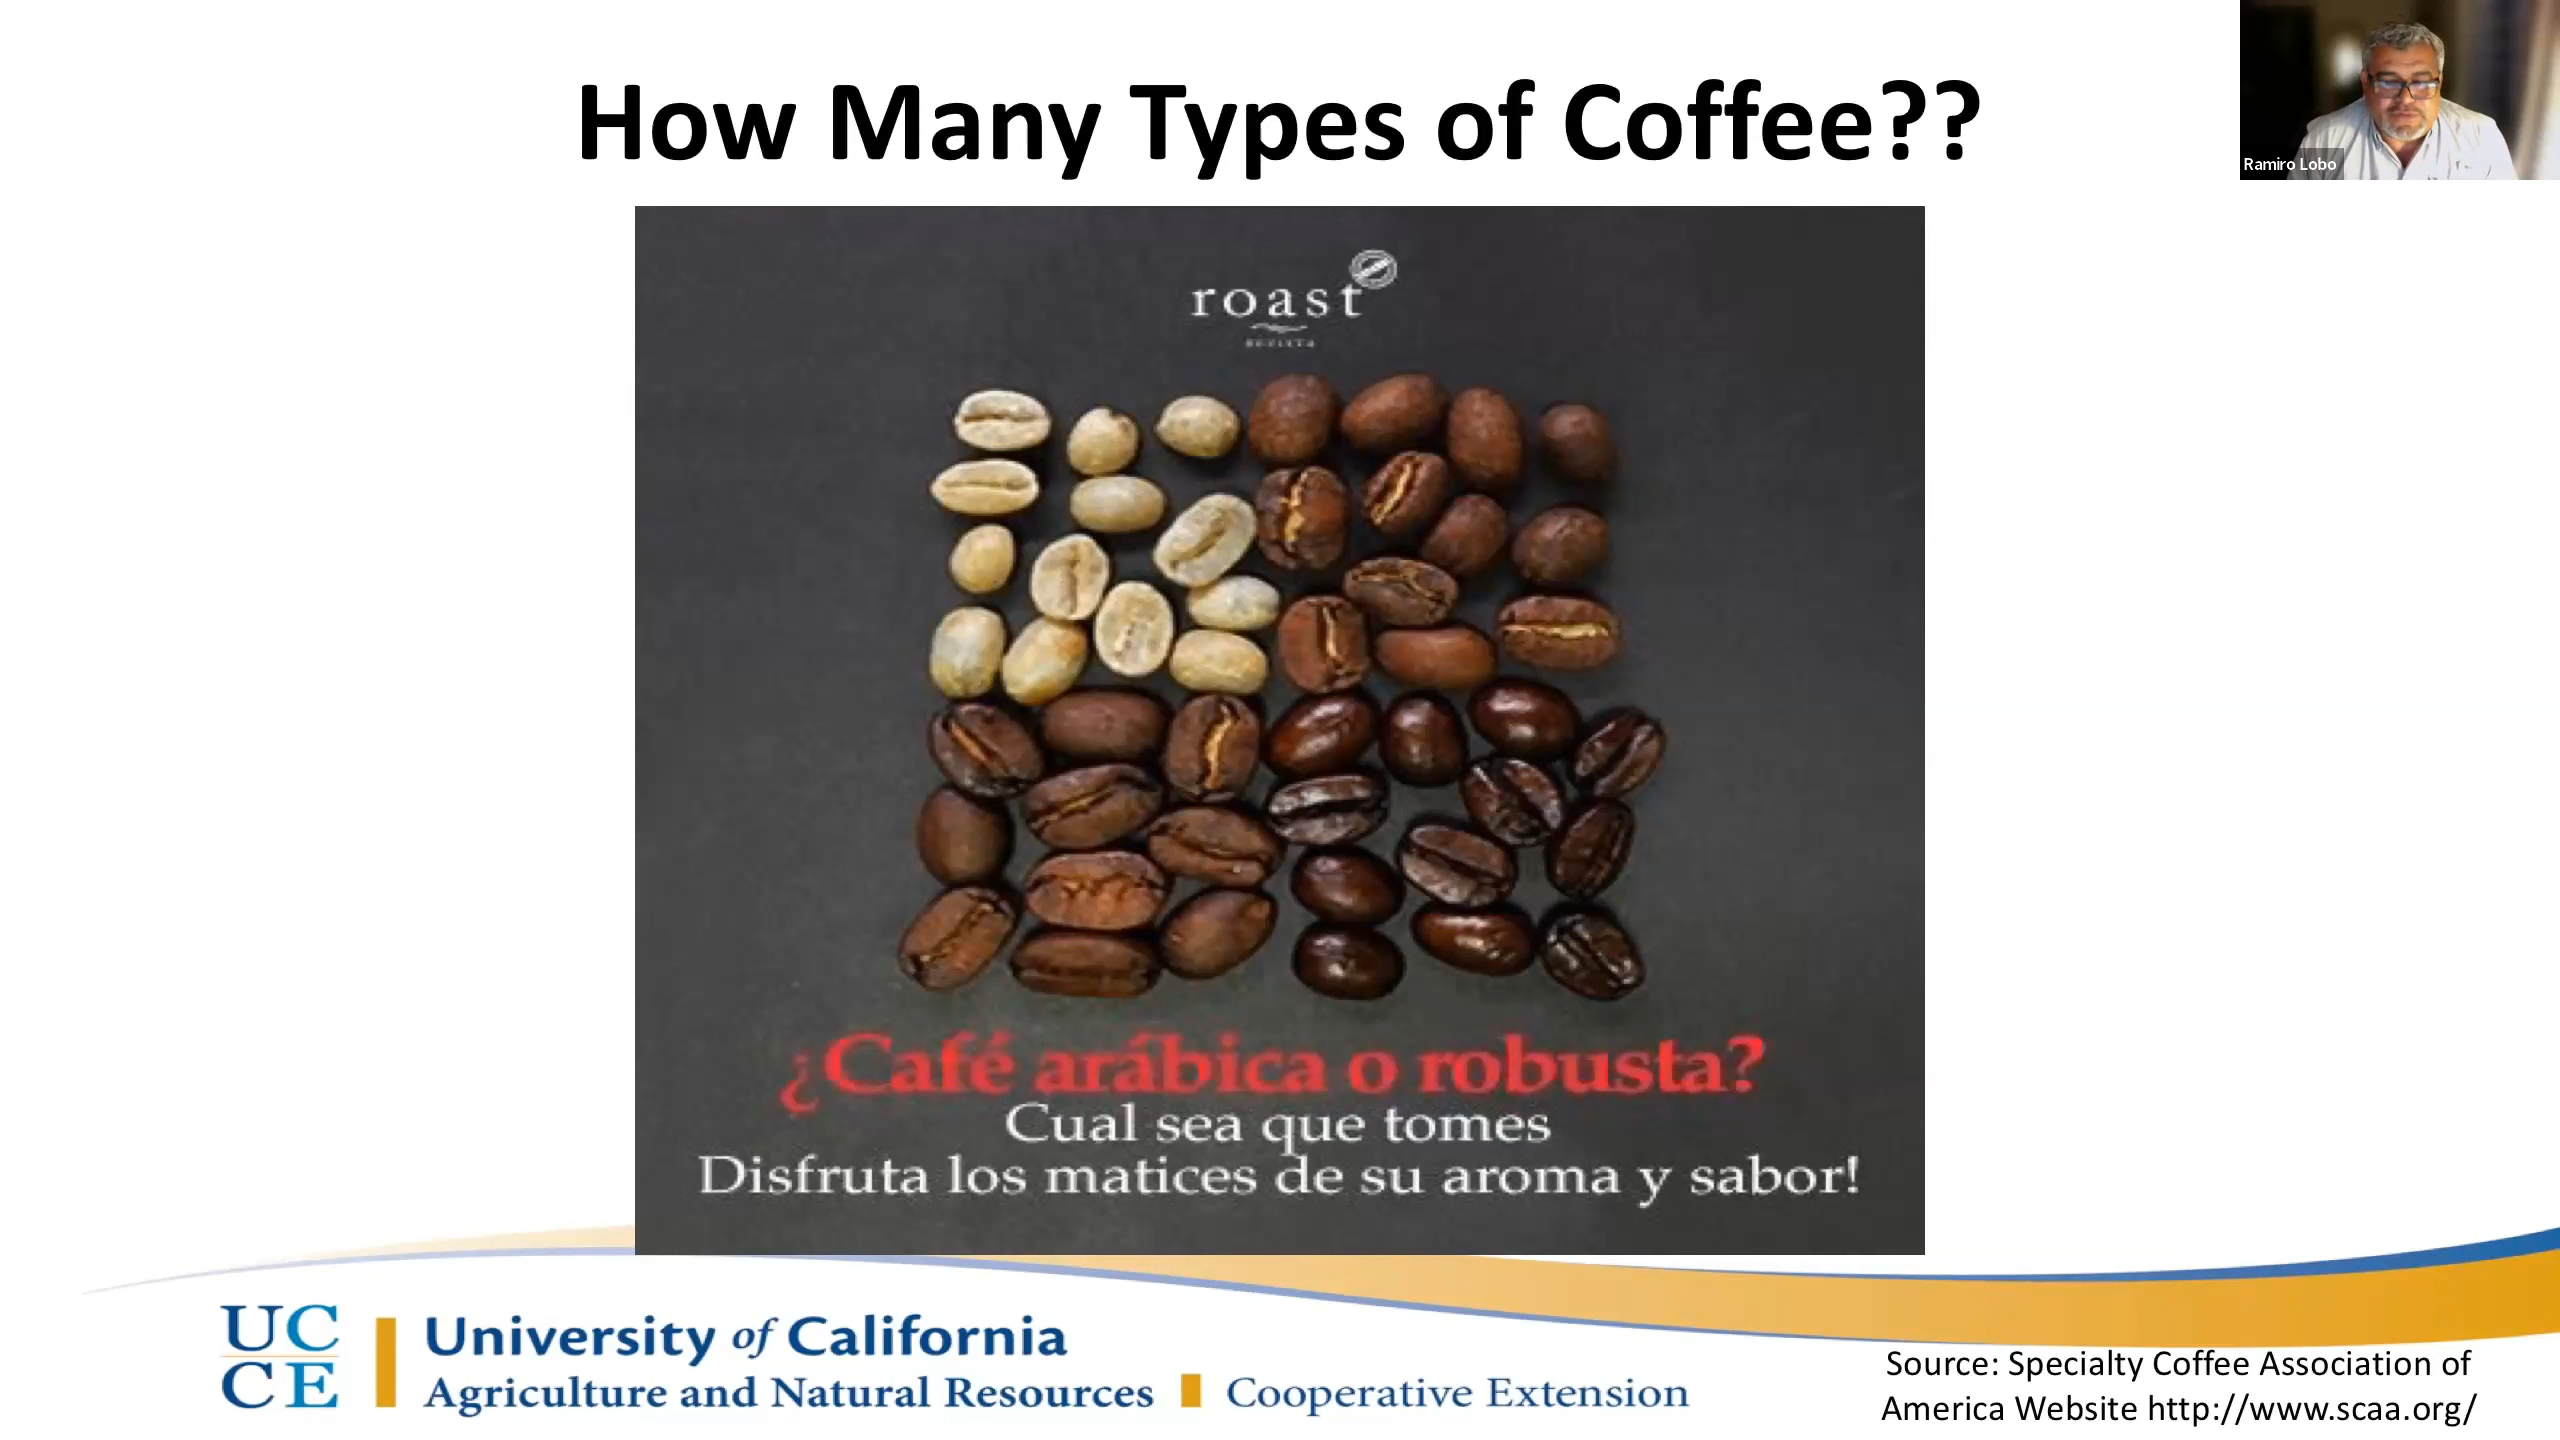 How Many Types of Coffee??
Ramiro Lobo
roast
REVISTA
¿Café arábica o robusta?
Cual sea que tomes
Disfruta los matices de su aroma y sabor!
UC
CE
University of California
Agriculture and Natural Resources
Cooperative Extension
Source: Specialty Coffee Association of
America Website http://www.scaa.org/